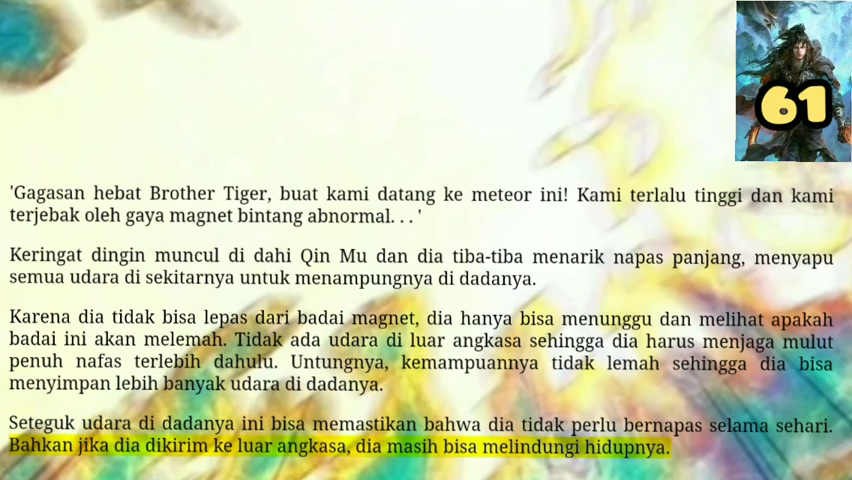 61
'Gagasan hebat Brother Tiger, buat kami datang ke meteor ini! Kami terlalu tinggi dan kami
terjebak oleh gaya magnet bintang abnormal. . . '
Keringat dingin muncul di dahi Qin Mu dan dia tiba-tiba menarik napas panjang, menyapu
semua udara di sekitarnya untuk menampungnya di dadanya.
Karena dia tidak bisa lepas dari badai magnet, dia hanya bisa menunggu dan melihat apakah
badai ini akan melemah. Tidak ada udara di luar angkasa sehingga dia harus menjaga mulut
penuh nafas terlebih dahulu. Untungnya, kemampuannya tidak lemah sehingga dia bisa
menyimpan lebih banyak udara di dadanya.
Seteguk udara di dadanya ini bisa memastikan bahwa dia tidak perlu bernapas selama sehari.
Bahkan jika dia dikirim ke luar angkasa, dia masih bisa melindungi hidupnya.